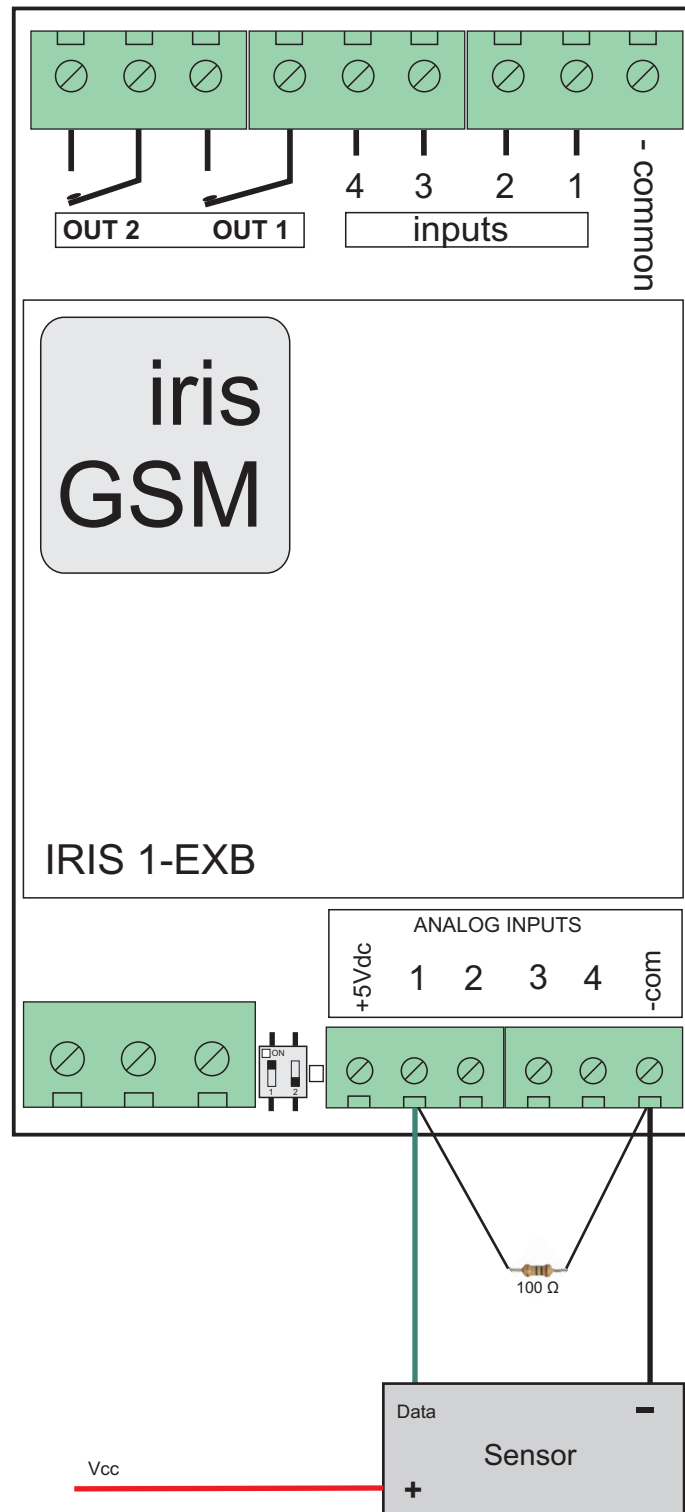 4 3 2 1 - common
OUT 2 OUT 1 inputs
iris
GSM
IRIS 1-EXB
ANALOG INPUTS
+5Vdc 1 2 3 4 -com
ON
1 2
100 Ω
Data -
Sensor
Vcc
+